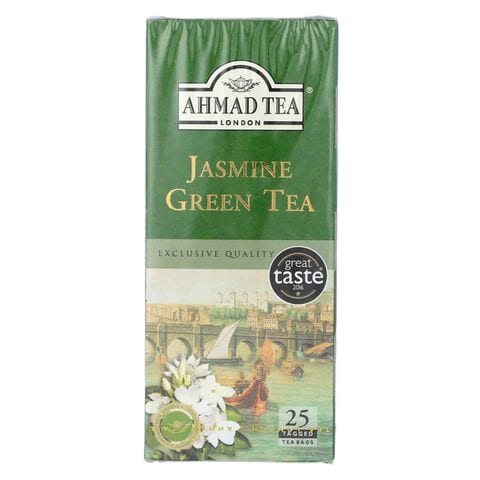 AHMAD TEA
®
LONDON
JASMINE
GREEN TEA
EXCLUSIVE QUALITY
great
taste
2016
25
TAGGED
TEA BAGS